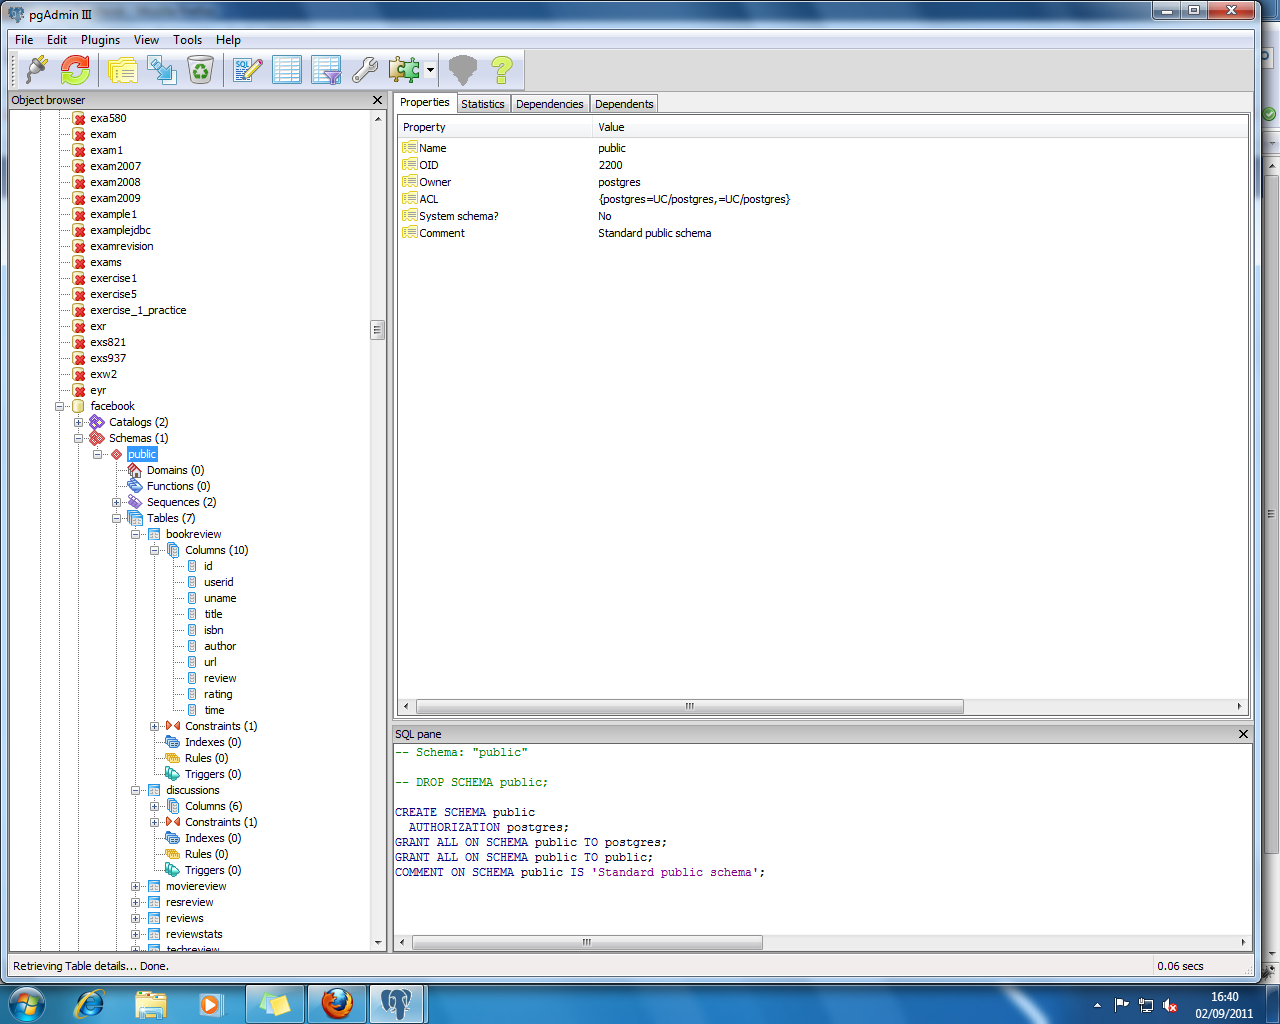 pgAdmin III
File Edit Plugins View Tools Help
Object browser
exa580
exam
exam1
exam2007
exam2008
exam2009
example1
examplejdbc
examrevision
exams
exercise1
exercise5
exercise_1_practice
exr
exs821
exs937
exw2
eyr
facebook
Catalogs (2)
Schemas (1)
public
Domains (0)
Functions (0)
Sequences (2)
Tables (7)
bookreview
Columns (10)
id
userid
uname
title
isbn
author
url
review
rating
time
Constraints (1)
Indexes (0)
Rules (0)
Triggers (0)
discussions
Columns (6)
Constraints (1)
Indexes (0)
Rules (0)
Triggers (0)
moviereview
resreview
reviews
reviewstats
techreview
Properties Statistics Dependencies Dependents
Property Value
Name public
OID 2200
Owner postgres
ACL {postgres=UC/postgres,=UC/postgres}
System schema? No
Comment Standard public schema
SQL pane
-- Schema: "public"
-- DROP SCHEMA public;
CREATE SCHEMA public
AUTHORIZATION postgres;
GRANT ALL ON SCHEMA public TO postgres;
GRANT ALL ON SCHEMA public TO public;
COMMENT ON SCHEMA public IS 'Standard public schema';
Retrieving Table details... Done. 0.06 secs
16:40
02/09/2011